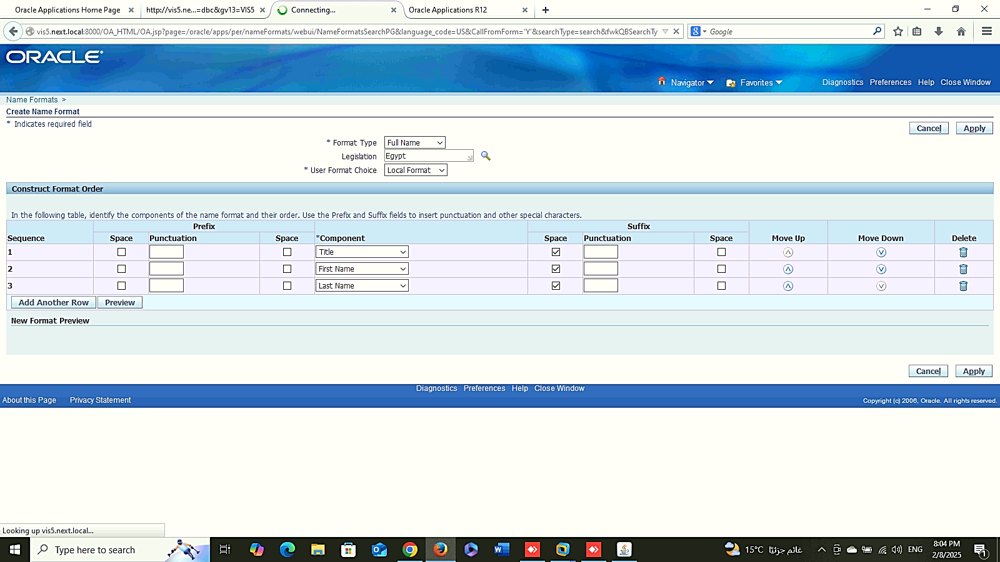 Oracle Applications Home Page × http://vis5.ne...=dbc&gv13=VIS5 × Connecting... × Oracle Applications R12 × +
vis5.next.local:8000/OA_HTML/OA.jsp?page=/oracle/apps/per/nameFormats/webui/NameFormatsSearchPG&language_code=US&CallFromForm='Y'&searchType=search&fwkQBSearchTy Google
ORACLE
Navigator Favorites Diagnostics Preferences Help Close Window
Name Formats >
Create Name Format
* Indicates required field
Cancel Apply
* Format Type Full Name
Legislation Egypt
* User Format Choice Local Format
Construct Format Order
In the following table, identify the components of the name format and their order. Use the Prefix and Suffix fields to insert punctuation and other special characters.
Prefix Suffix
Sequence Space Punctuation Space *Component Space Punctuation Space Move Up Move Down Delete
1 Title
2 First Name
3 Last Name
Add Another Row Preview
New Format Preview
Cancel Apply
Diagnostics Preferences Help Close Window
About this Page Privacy Statement
Copyright (c) 2006, Oracle. All rights reserved.
Looking up vis5.next.local...
Type here to search 15°C غائم جزئيًا ENG 8:04 PM
2/8/2025
1